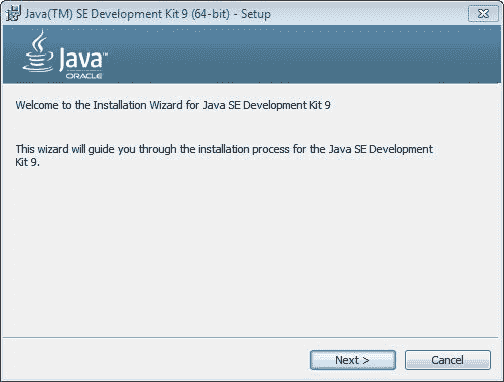 Java(TM) SE Development Kit 9 (64-bit) - Setup
Java™
ORACLE
Welcome to the Installation Wizard for Java SE Development Kit 9
This wizard will guide you through the installation process for the Java SE Development
Kit 9.
Next >
Cancel